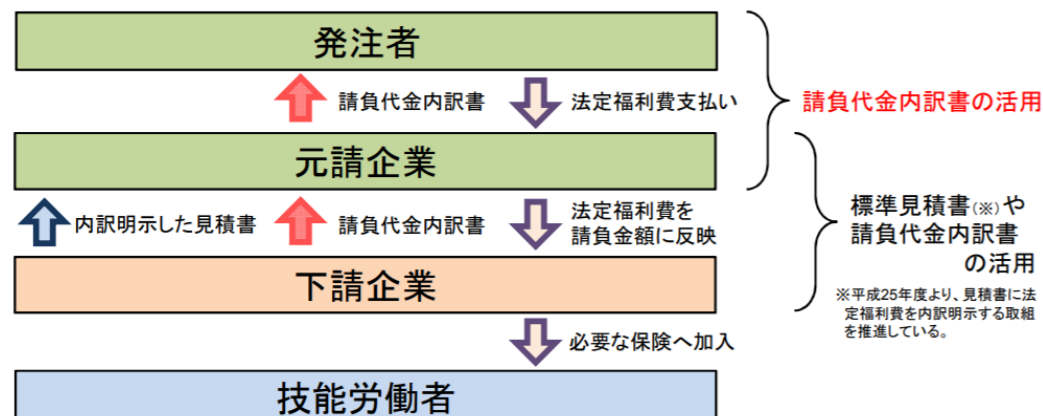 発注者
請負代金内訳書
法定福利費支払い
請負代金内訳書の活用
元請企業
内訳明示した見積書
請負代金内訳書
法定福利費を
請負金額に反映
標準見積書(※)や
請負代金内訳書
の活用
※平成25年度より、見積書に法
定福利費を内訳明示する取組
を推進している。
下請企業
必要な保険へ加入
技能労働者